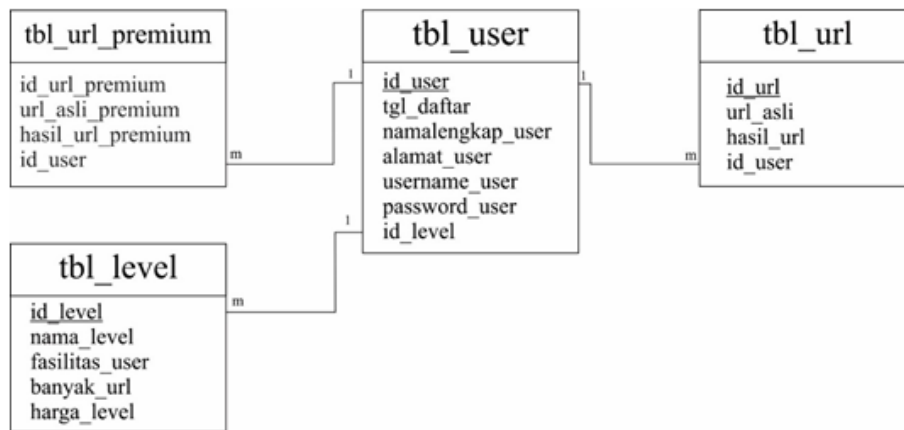 tbl_url_premium
id_url_premium
url_asli_premium
hasil_url_premium
id_user
m
1
tbl_user
id_user
tgl_daftar
namalengkap_user
alamat_user
username_user
password_user
id_level
1
m
tbl_url
id_url
url_asli
hasil_url
id_user
1
m
tbl_level
id_level
nama_level
fasilitas_user
banyak_url
harga_level